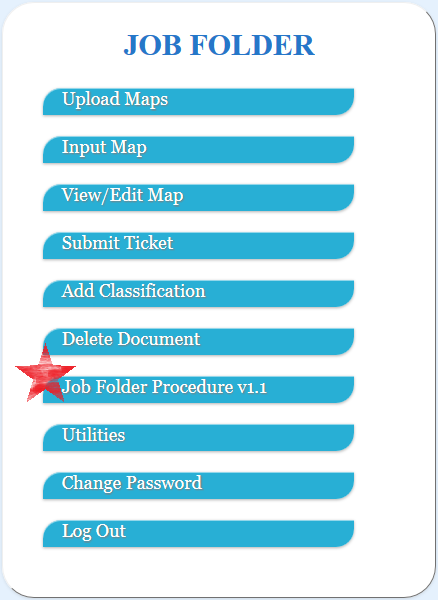 JOB FOLDER
Upload Maps
Input Map
View/Edit Map
Submit Ticket
Add Classification
Delete Document
Job Folder Procedure v1.1
Utilities
Change Password
Log Out